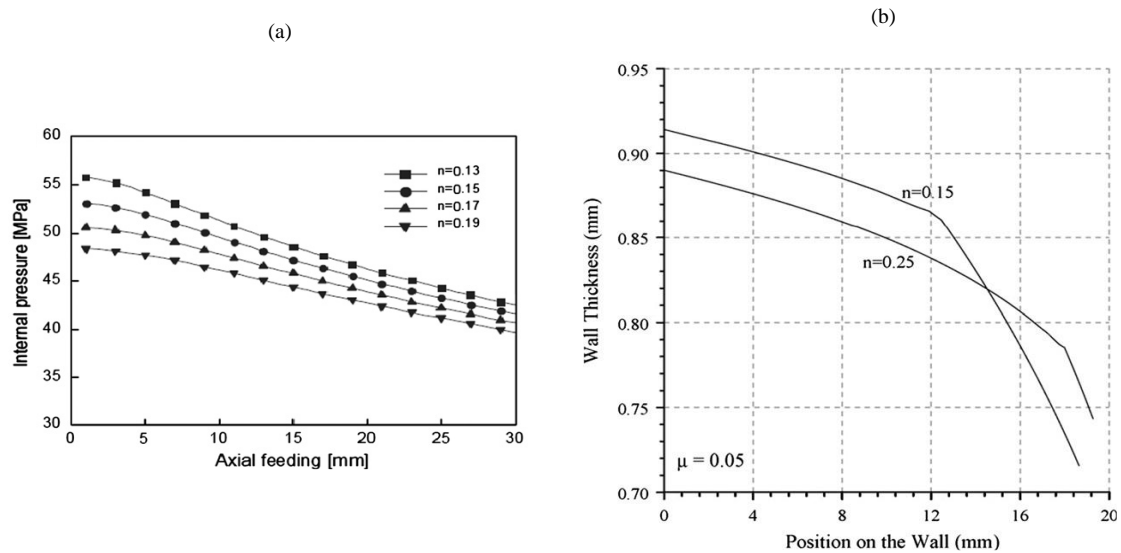 (a)
60
55
50
45
40
35
30
Internal pressure [MPa]
n=0.13
n=0.15
n=0.17
n=0.19
0 5 10 15 20 25 30
Axial feeding [mm]
(b)
0.95
0.90
0.85
0.80
0.75
0.70
Wall Thickness (mm)
n=0.15
n=0.25
μ = 0.05
0 4 8 12 16 20
Position on the Wall (mm)